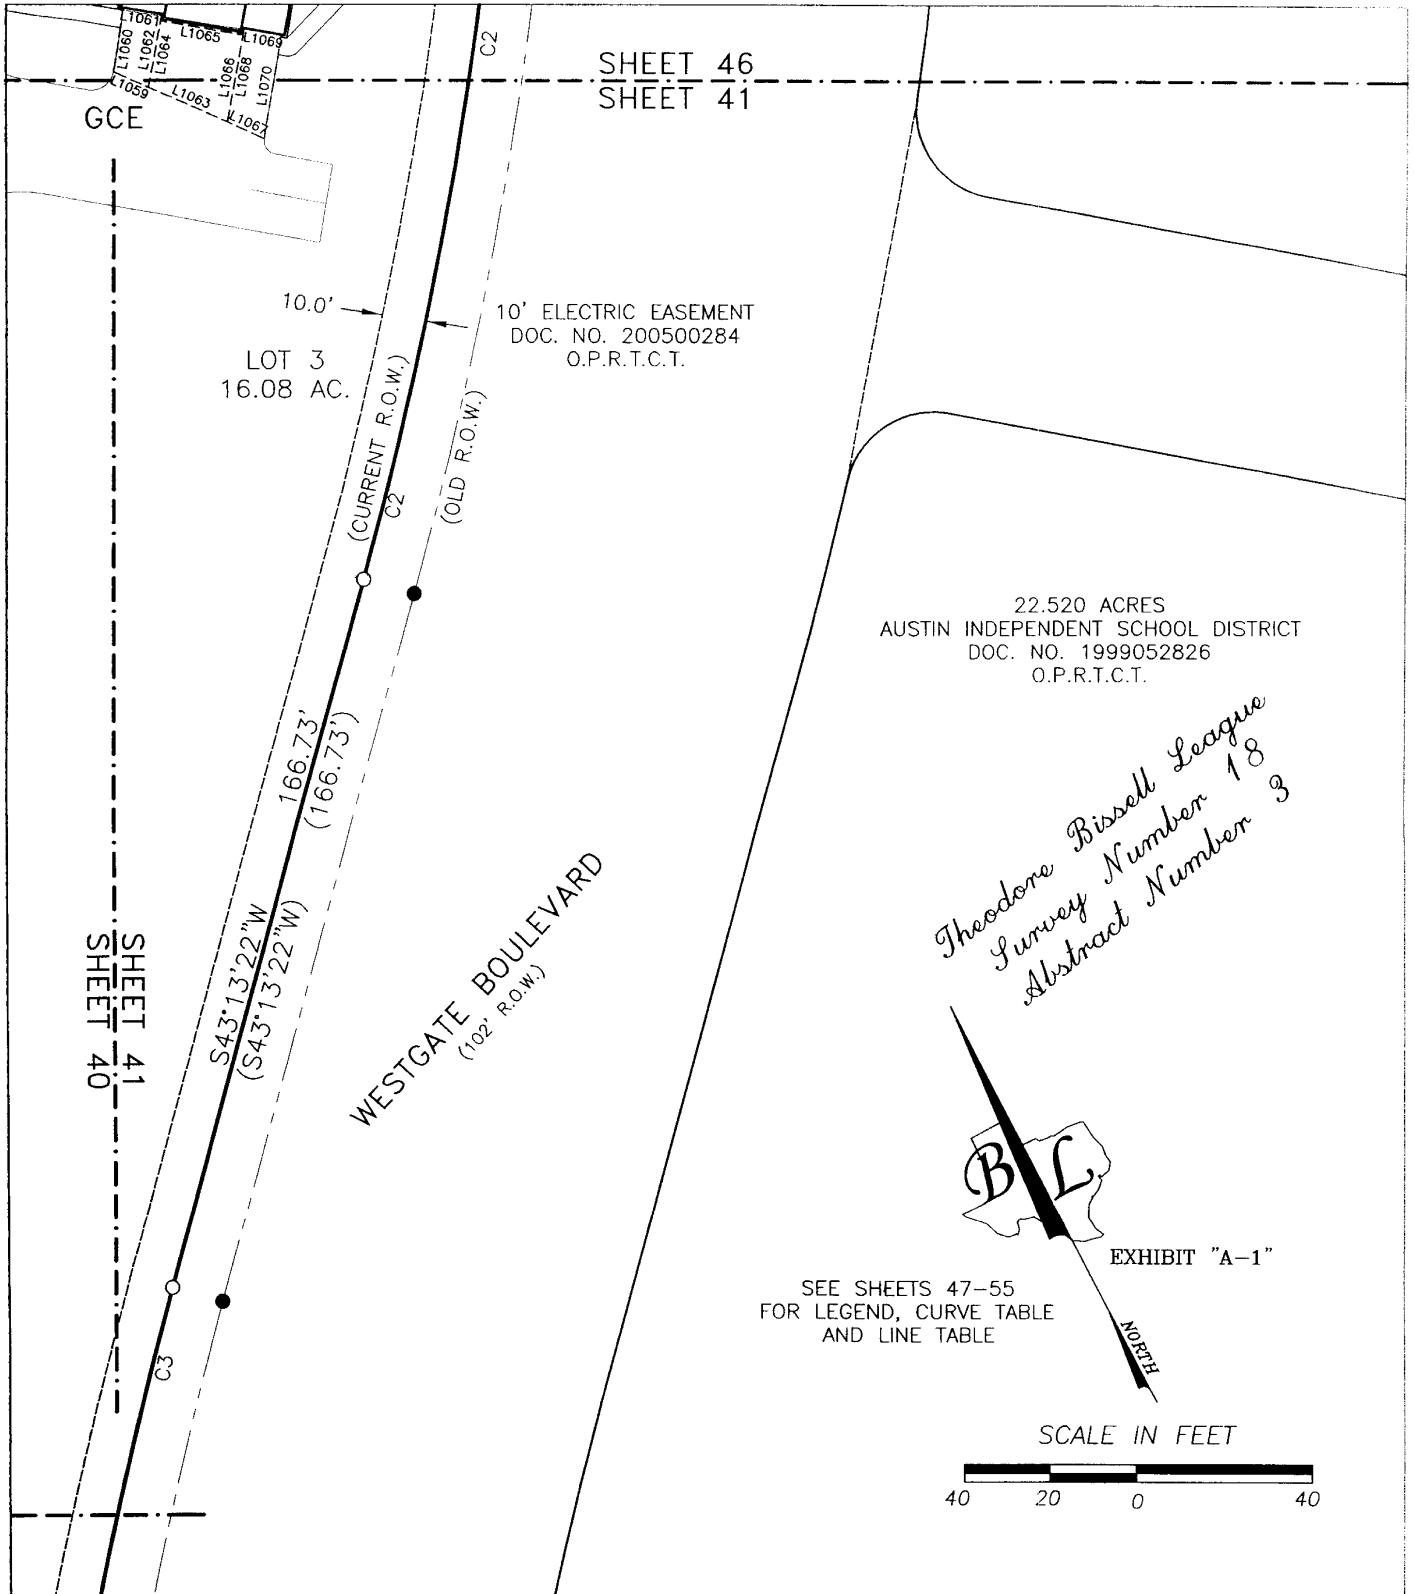 L1061
L1060
L1062
L1064
L1065
L1069
L1066
L1068
L1070
L1059
L1063
L1067
GCE
C2
SHEET 46
SHEET 41
10.0'
LOT 3
16.08 AC.
10' ELECTRIC EASEMENT
DOC. NO. 200500284
O.P.R.T.C.T.
(CURRENT R.O.W.)
C2
(OLD R.O.W.)
22.520 ACRES
AUSTIN INDEPENDENT SCHOOL DISTRICT
DOC. NO. 1999052826
O.P.R.T.C.T.
166.73'
(166.73')
Theodore Bissell League
Survey Number 18
Abstract Number 3
S43°13'22"W
(S43°13'22"W)
WESTGATE BOULEVARD
(102' R.O.W.)
SHEET 41
SHEET 40
B L
EXHIBIT "A-1"
SEE SHEETS 47-55
FOR LEGEND, CURVE TABLE
AND LINE TABLE
NORTH
C3
SCALE IN FEET
40 20 0 40